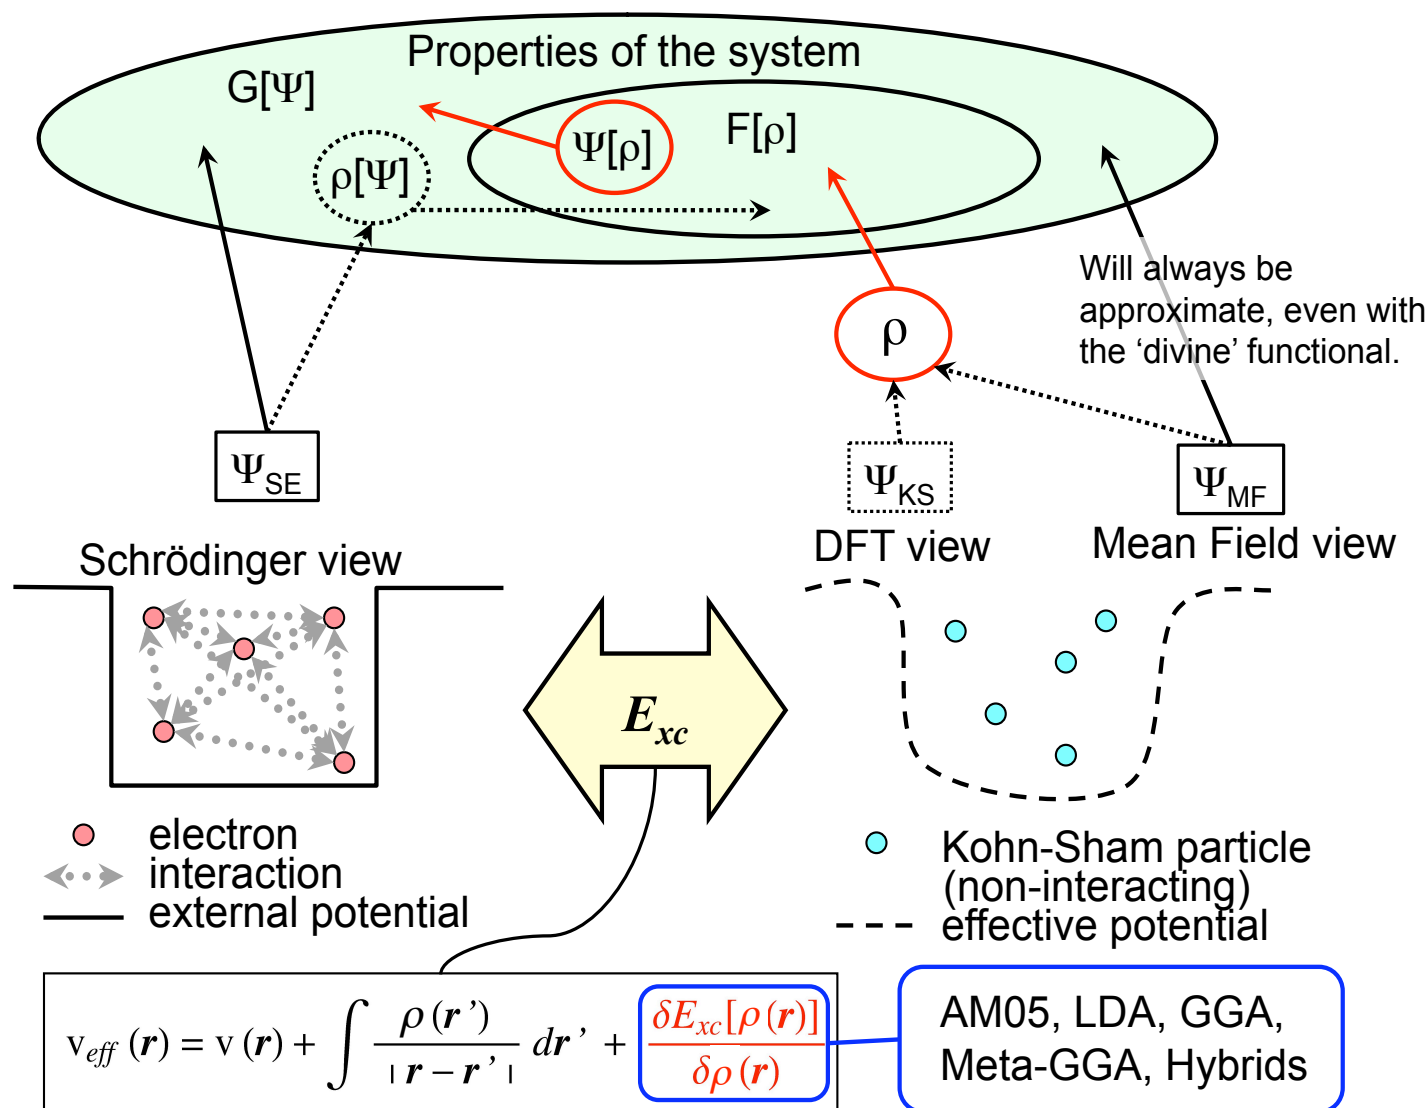 Properties of the system
G[Ψ]
Ψ[ρ]
F[ρ]
ρ[Ψ]
Will always be
approximate, even with
the ‘divine’ functional.
ρ
Ψ_SE
Ψ_KS
Ψ_MF
Schrödinger view
DFT view
Mean Field view
E_xc
electron
interaction
external potential
Kohn-Sham particle
(non-interacting)
effective potential
v_eff (r) = v(r) + ∫ ρ(r’) / |r − r’| dr’ + δE_xc[ρ(r)] / δρ(r)
AM05, LDA, GGA,
Meta-GGA, Hybrids